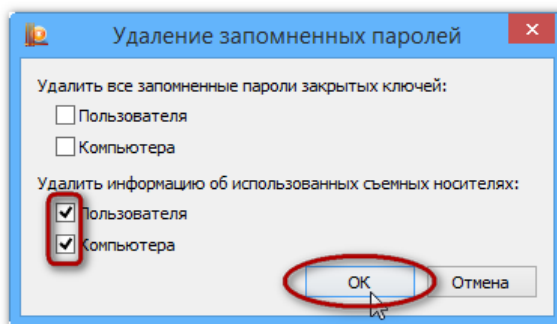 Удаление запомненных паролей
Удалить все запомненные пароли закрытых ключей:
Пользователя
Компьютера
Удалить информацию об использованных съемных носителях:
Пользователя
Компьютера
ОК Отмена